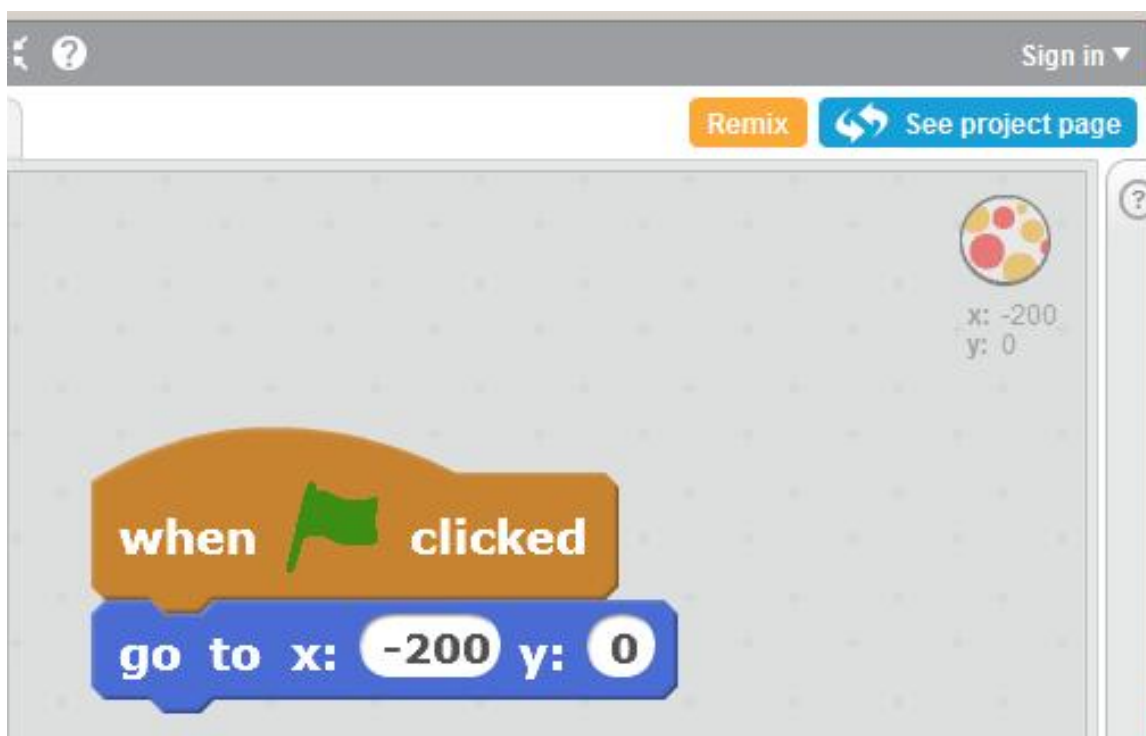 Sign in
Remix
See project page
?
x: -200
y: 0
when clicked
go to x: -200 y: 0